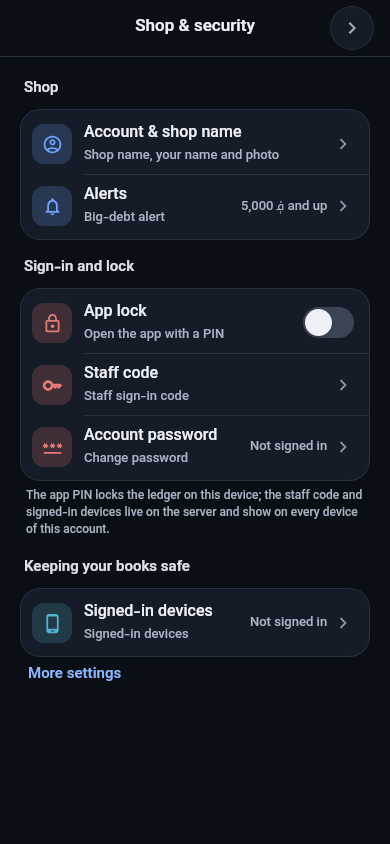 Shop & security
Shop
Account & shop name
Shop name, your name and photo
Alerts
Big-debt alert
5,000 ؋ and up
Sign-in and lock
App lock
Open the app with a PIN
Staff code
Staff sign-in code
Account password
Change password
Not signed in
The app PIN locks the ledger on this device; the staff code and
signed-in devices live on the server and show on every device
of this account.
Keeping your books safe
Signed-in devices
Signed-in devices
Not signed in
More settings